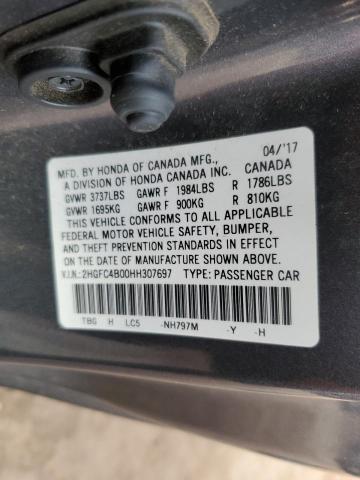 MFD. BY HONDA OF CANADA MFG., 04/'17
A DIVISION OF HONDA CANADA INC. CANADA
GVWR 3737LBS GAWR F 1984LBS R 1786LBS
GVWR 1695KG GAWR F 900KG R 810KG
THIS VEHICLE CONFORMS TO ALL APPLICABLE
FEDERAL MOTOR VEHICLE SAFETY, BUMPER,
AND THEFT PREVENTION STANDARDS IN EFFECT
ON THE DATE OF MANUFACTURE SHOWN ABOVE.
V.I.N.: 2HGFC4B00HH307697 TYPE: PASSENGER CAR
TBG H LC5 -NH797M -Y -H